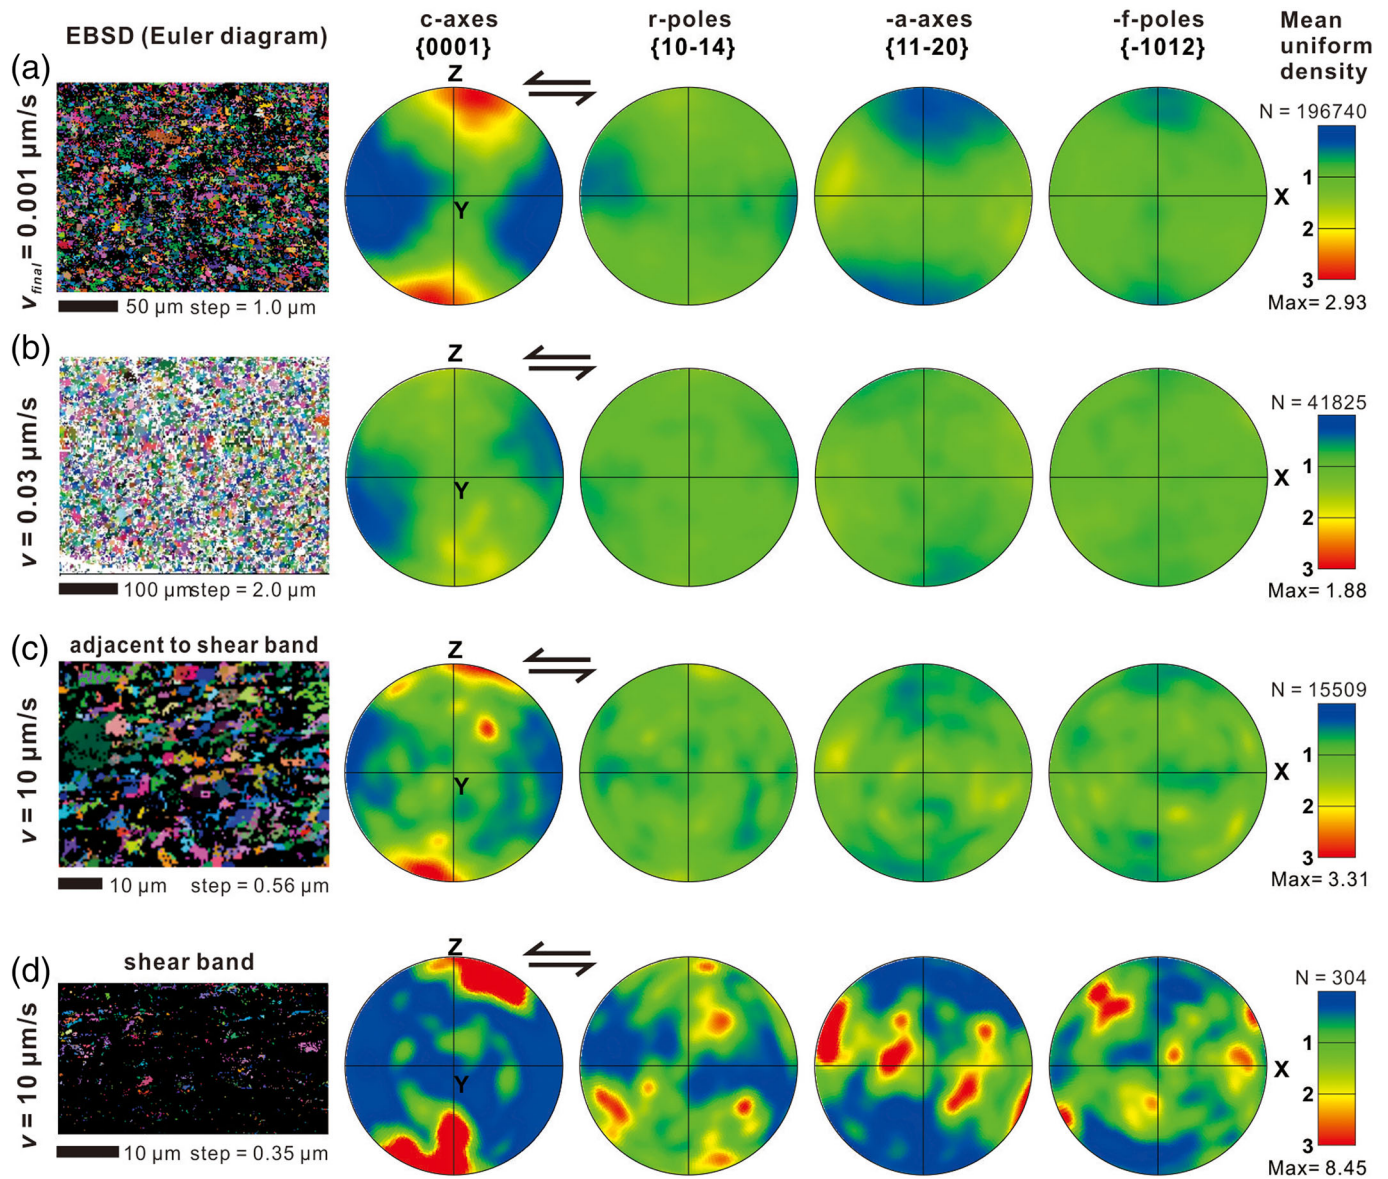 EBSD (Euler diagram)
c-axes
{0001}
r-poles
{10-14}
-a-axes
{11-20}
-f-poles
{-1012}
Mean
uniform
density
(a)
v_final = 0.001 μm/s
50 μm step = 1.0 μm
Z
Y
X
N = 196740
1
2
3
Max= 2.93
(b)
v = 0.03 μm/s
100 μm step = 2.0 μm
Z
Y
X
N = 41825
1
2
3
Max= 1.88
(c)
adjacent to shear band
v = 10 μm/s
10 μm step = 0.56 μm
Z
Y
X
N = 15509
1
2
3
Max= 3.31
(d)
shear band
v = 10 μm/s
10 μm step = 0.35 μm
Z
Y
X
N = 304
1
2
3
Max= 8.45